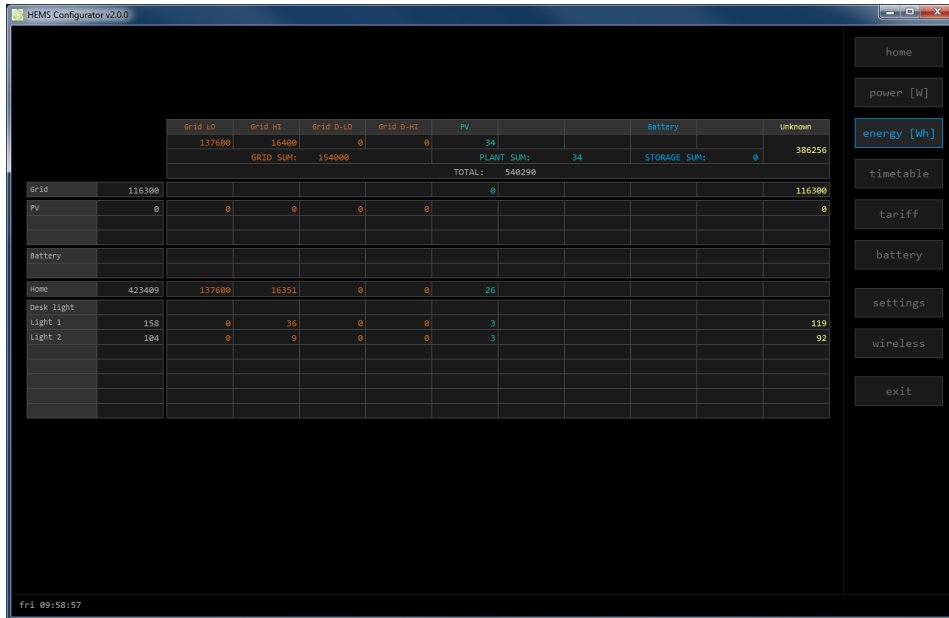 HEMS Configurator v2.0.0
home
power [W]
energy [Wh]
timetable
tariff
battery
settings
wireless
exit
Grid LO Grid HI Grid D-LO Grid D-HI PV Battery Unknown
137600 16400 0 0 34 386256
GRID SUM: 154000 PLANT SUM: 34 STORAGE SUM: 0
TOTAL: 540290
Grid 116300 0 116300
PV 0 0 0 0 0 0
Battery
Home 423409 137600 16351 0 0 26
Desk light
Light 1 158 0 36 0 0 3 119
Light 2 104 0 9 0 0 3 92
fri 09:58:57